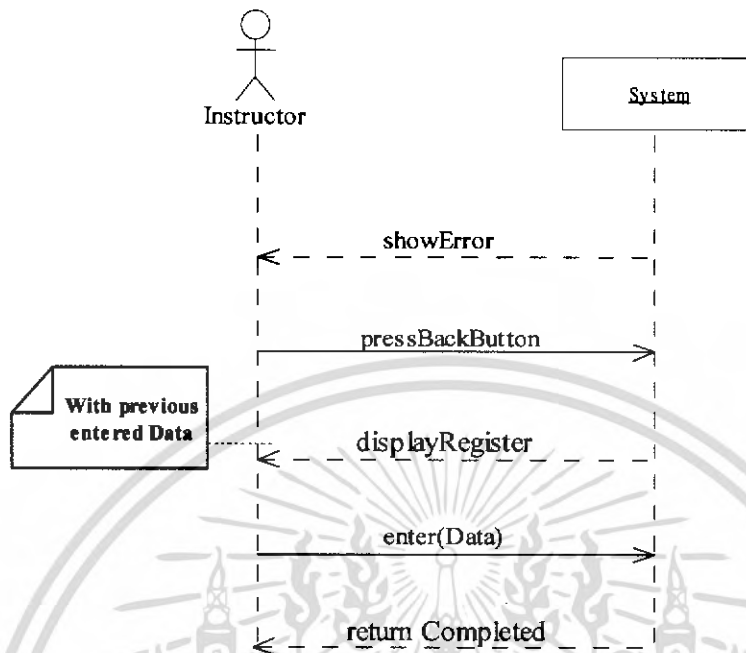 Instructor
System
showError
pressBackButton
With previous
entered Data
displayRegister
enter(Data)
return Completed